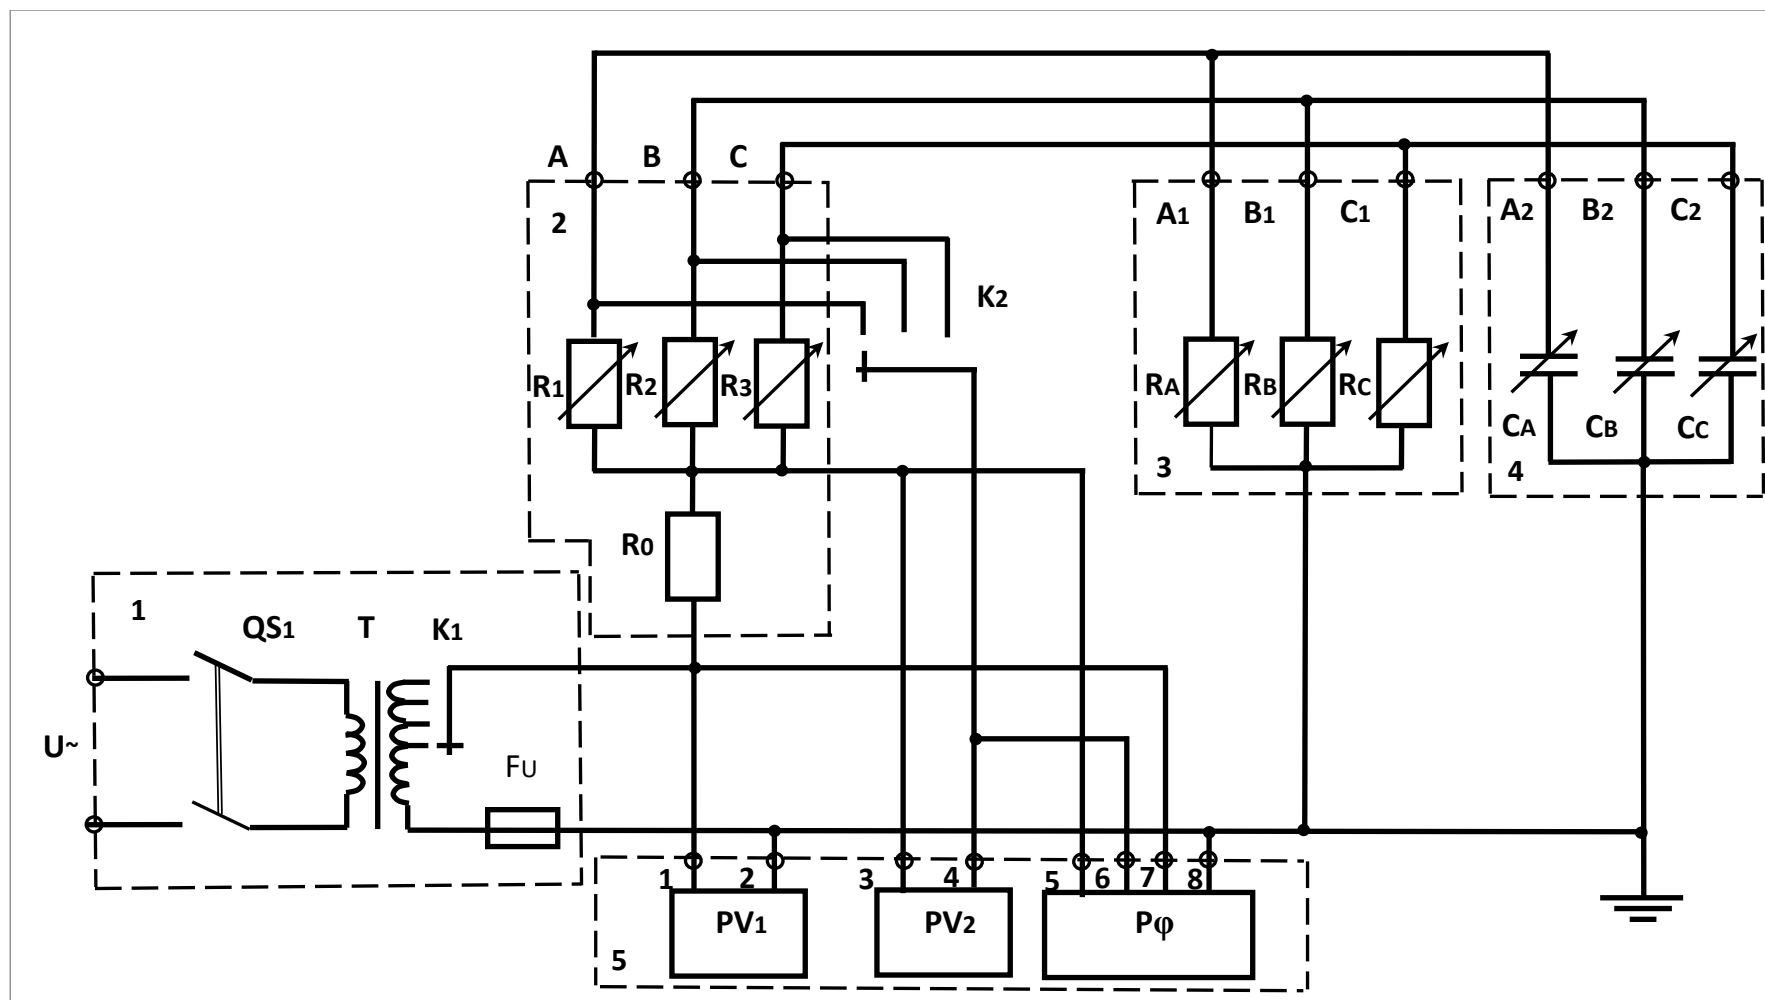 A B C
2
A1 B1 C1
A2 B2 C2
K2
R1 R2 R3
RA RB RC
CA CB CC
3
4
R0
1
QS1 T K1
U~
FU
1 2 3 4 5 6 7 8
PV1 PV2 Pφ
5